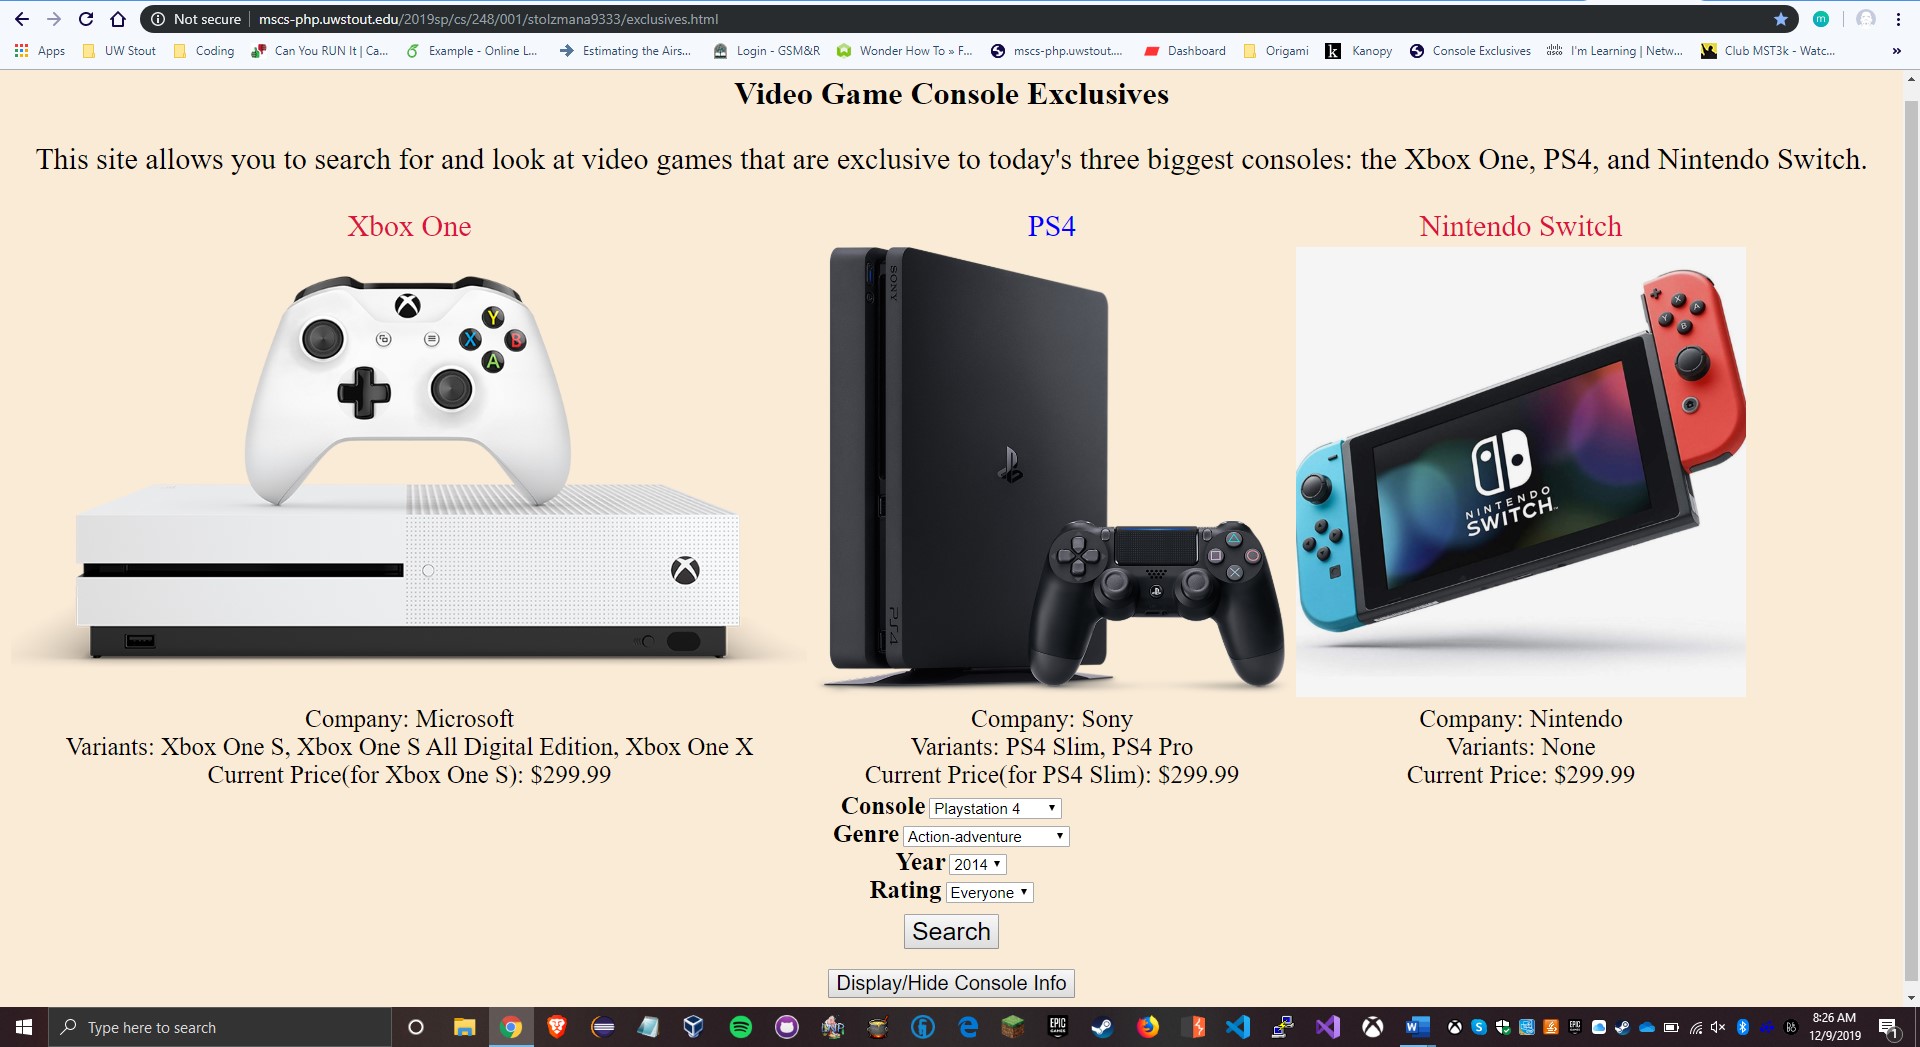 Not secure | mscs-php.uwstout.edu/2019sp/cs/248/001/stolzmana9333/exclusives.html
m
Apps UW Stout Coding Can You RUN It | Ca... Example - Online L... Estimating the Airs... Login - GSM&R Wonder How To » F... mscs-php.uwstout.... Dashboard Origami k Kanopy Console Exclusives I'm Learning | Netw... Club MST3k - Watc... »
Video Game Console Exclusives
This site allows you to search for and look at video games that are exclusive to today's three biggest consoles: the Xbox One, PS4, and Nintendo Switch.
Xbox One PS4 Nintendo Switch
Y
X B
A
SONY
PS4
X A
Y B
NINTENDO
SWITCH
Company: Microsoft Company: Sony Company: Nintendo
Variants: Xbox One S, Xbox One S All Digital Edition, Xbox One X Variants: PS4 Slim, PS4 Pro Variants: None
Current Price(for Xbox One S): $299.99 Current Price(for PS4 Slim): $299.99 Current Price: $299.99
Console Playstation 4
Genre Action-adventure
Year 2014
Rating Everyone
Search
Display/Hide Console Info
Type here to search EPIC GAMES 8:26 AM
12/9/2019 1